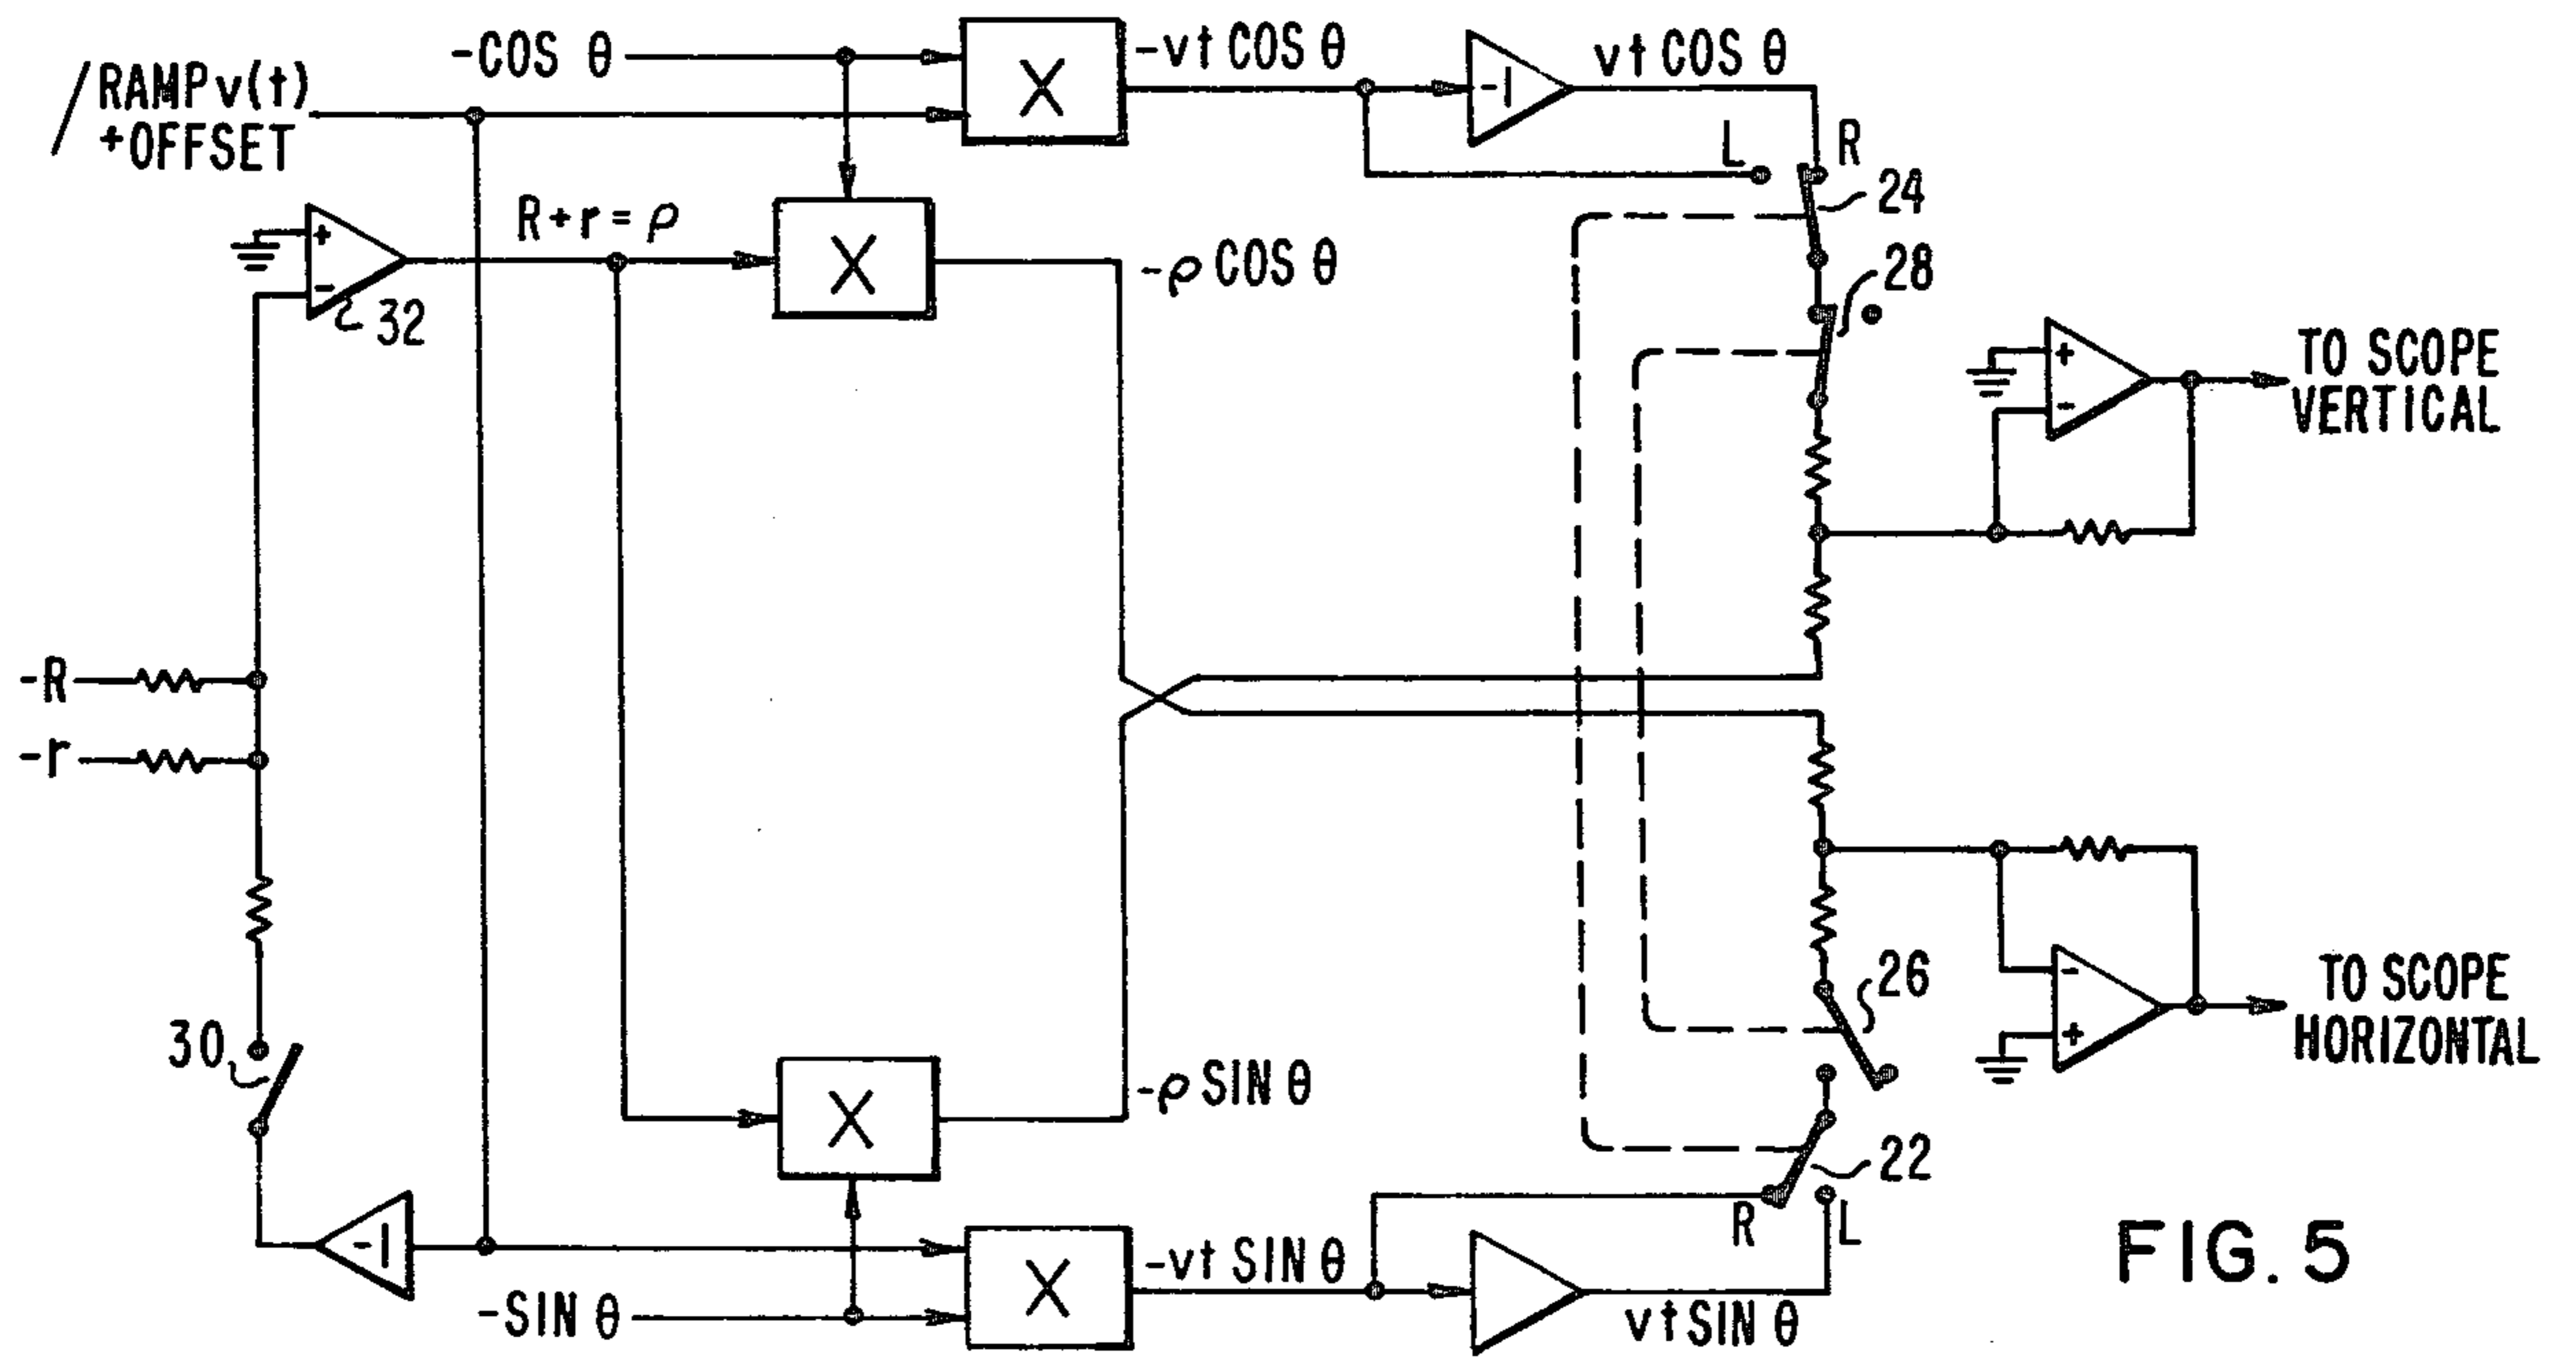 -COS θ
/RAMP v(t)
+OFFSET
X
-vt COS θ
-1
vt COS θ
L
R
24
R+r=ρ
+
-
32
X
-ρ COS θ
28
+
-
TO SCOPE
VERTICAL
-R
-r
30
-1
X
-ρ SIN θ
26
-
+
TO SCOPE
HORIZONTAL
22
R
L
-SIN θ
X
-vt SIN θ
vt SIN θ
FIG. 5